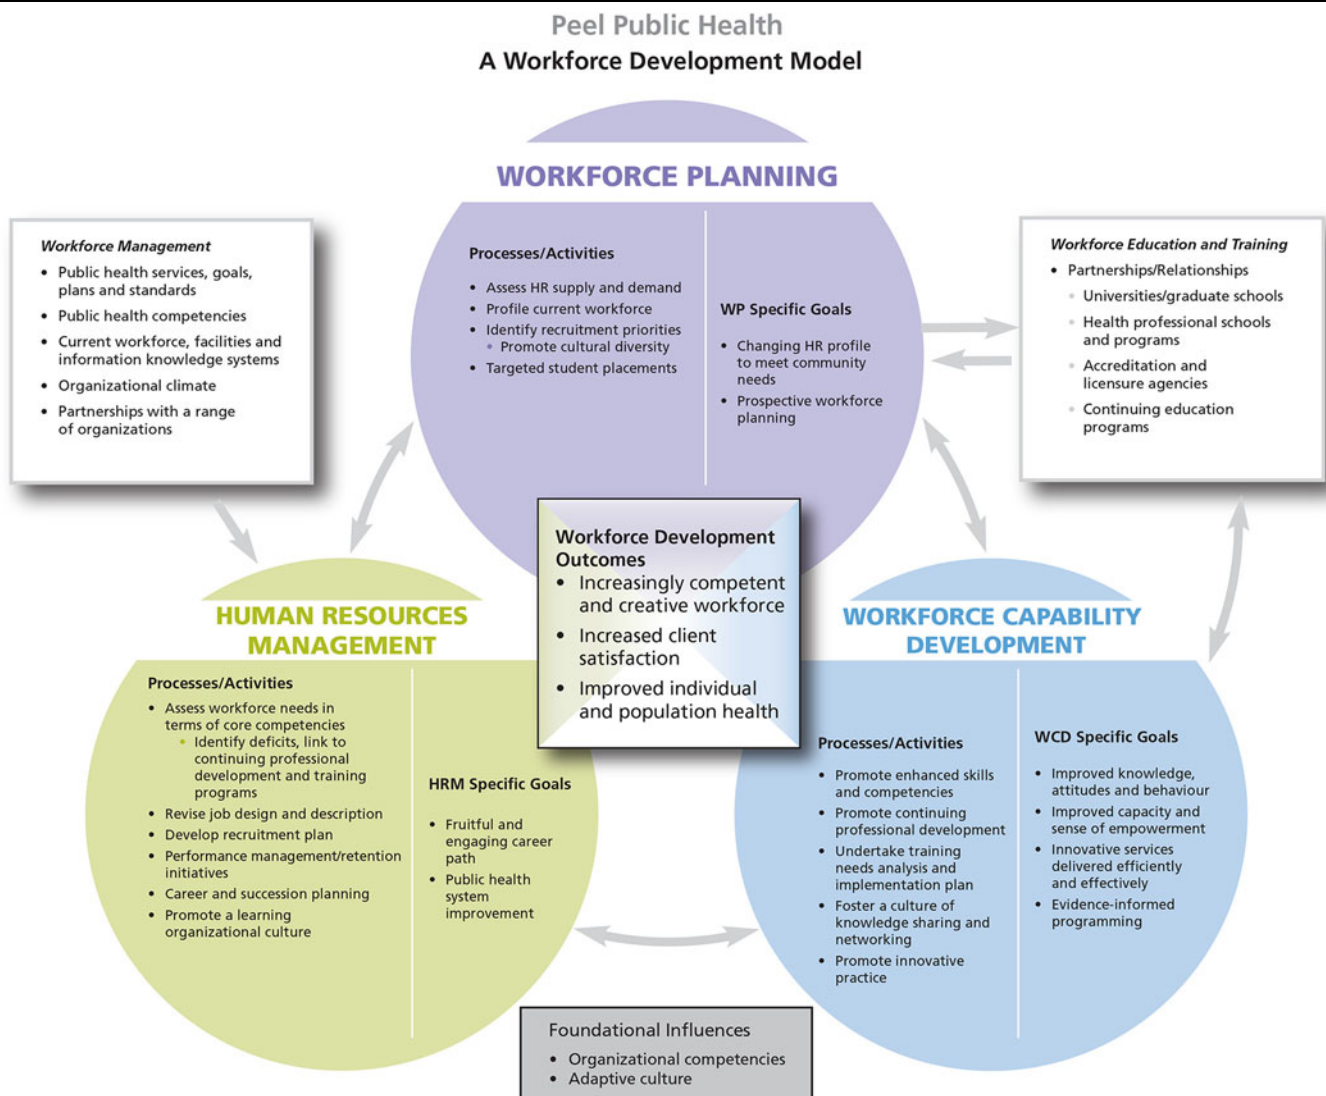 Peel Public Health
A Workforce Development Model
WORKFORCE PLANNING
Processes/Activities
• Assess HR supply and demand
• Profile current workforce
• Identify recruitment priorities
• Promote cultural diversity
• Targeted student placements
WP Specific Goals
• Changing HR profile
to meet community
needs
• Prospective workforce
planning
Workforce Management
• Public health services, goals,
plans and standards
• Public health competencies
• Current workforce, facilities and
information knowledge systems
• Organizational climate
• Partnerships with a range
of organizations
Workforce Education and Training
• Partnerships/Relationships
• Universities/graduate schools
• Health professional schools
and programs
• Accreditation and
licensure agencies
• Continuing education
programs
Workforce Development
Outcomes
• Increasingly competent
and creative workforce
• Increased client
satisfaction
• Improved individual
and population health
HUMAN RESOURCES
MANAGEMENT
Processes/Activities
• Assess workforce needs in
terms of core competencies
• Identify deficits, link to
continuing professional
development and training
programs
• Revise job design and description
• Develop recruitment plan
• Performance management/retention
initiatives
• Career and succession planning
• Promote a learning
organizational culture
HRM Specific Goals
• Fruitful and
engaging career
path
• Public health
system
improvement
WORKFORCE CAPABILITY
DEVELOPMENT
Processes/Activities
• Promote enhanced skills
and competencies
• Promote continuing
professional development
• Undertake training
needs analysis and
implementation plan
• Foster a culture of
knowledge sharing and
networking
• Promote innovative
practice
WCD Specific Goals
• Improved knowledge,
attitudes and behaviour
• Improved capacity and
sense of empowerment
• Innovative services
delivered efficiently
and effectively
• Evidence-informed
programming
Foundational Influences
• Organizational competencies
• Adaptive culture